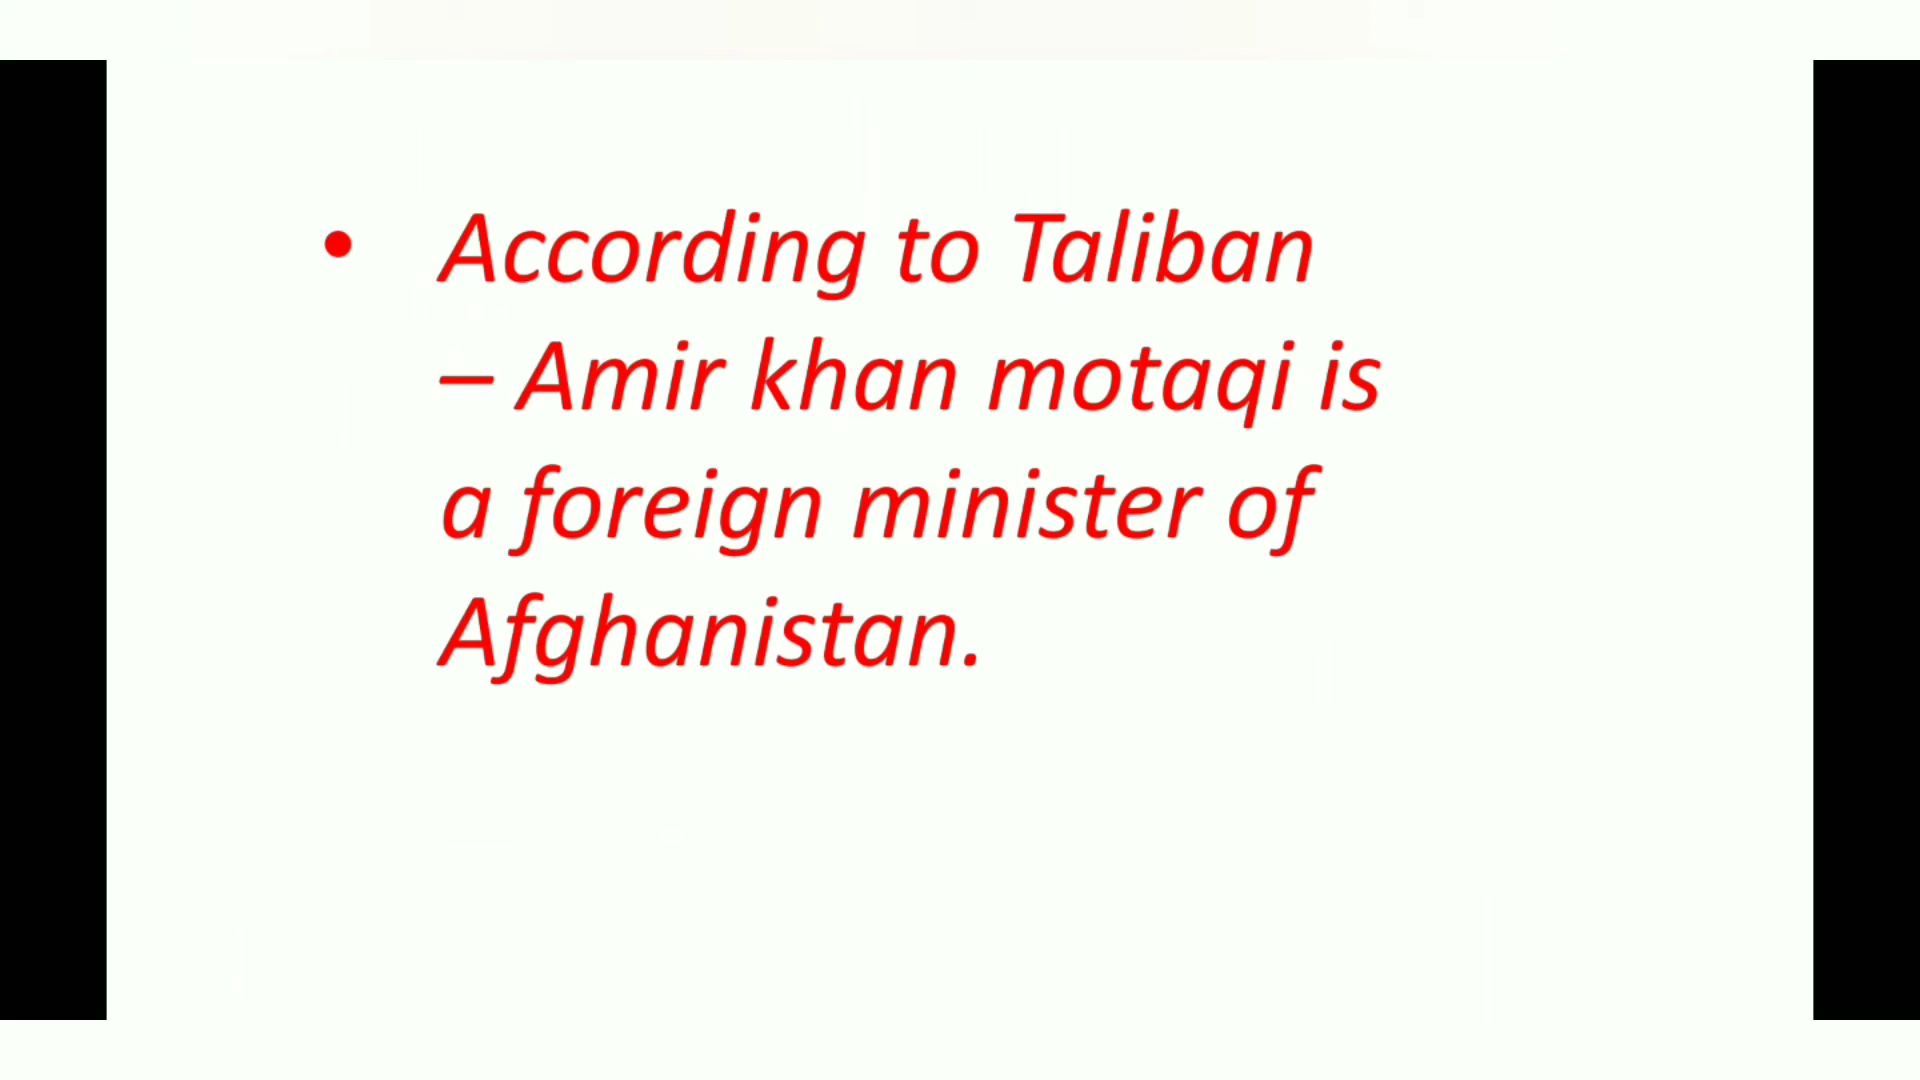 • According to Taliban
– Amir khan motaqi is
a foreign minister of
Afghanistan.